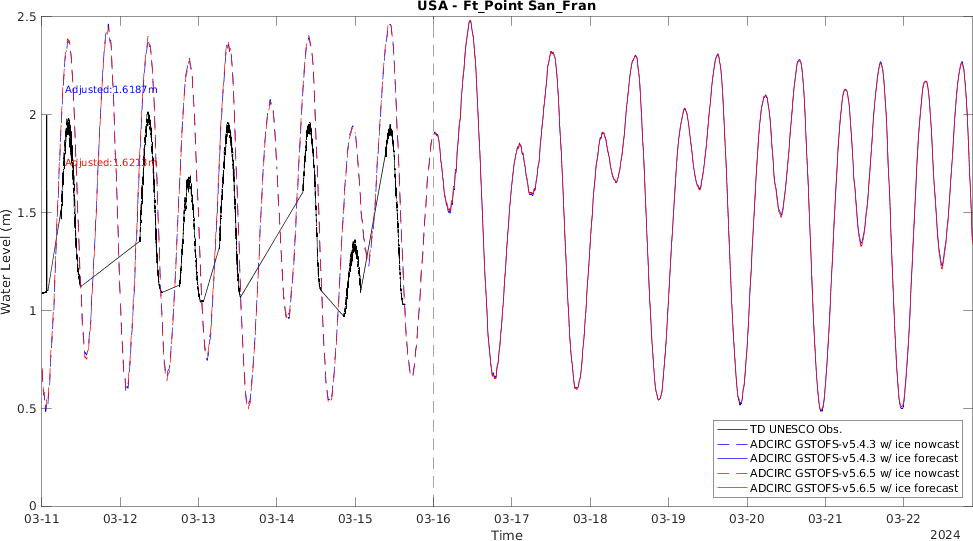 USA - Ft_Point San_Fran
2.5
2
1.5
1
0.5
0
Water Level (m)
Adjusted:1.6187m
Adjusted:1.6213m
TD UNESCO Obs.
ADCIRC GSTOFS-v5.4.3 w/ ice nowcast
ADCIRC GSTOFS-v5.4.3 w/ ice forecast
ADCIRC GSTOFS-v5.6.5 w/ ice nowcast
ADCIRC GSTOFS-v5.6.5 w/ ice forecast
03-11 03-12 03-13 03-14 03-15 03-16 03-17 03-18 03-19 03-20 03-21 03-22
Time
2024